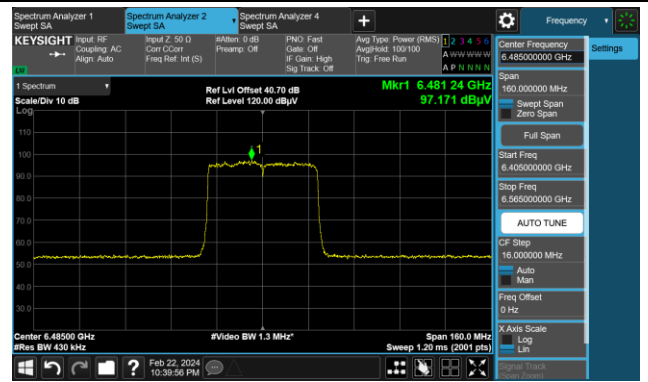 Spectrum Analyzer 1
Swept SA
Spectrum Analyzer 2
Swept SA
Spectrum Analyzer 4
Swept SA
Frequency
KEYSIGHT
Input: RF
Coupling: AC
Align: Auto
Input Z: 50 Ω
Corr CCorr
Freq Ref: Int (S)
#Atten: 0 dB
Preamp: Off
PNO: Fast
Gate: Off
IF Gain: High
Sig Track: Off
Avg Type: Power (RMS)
Avg|Hold: 100/100
Trig: Free Run
1 2 3 4 5 6
A W W W W W
A P N N N N
LW
1 Spectrum
Scale/Div 10 dB
Log
Ref Lvl Offset 40.70 dB
Ref Level 120.00 dBµV
Mkr1 6.481 24 GHz
97.171 dBµV
1
110
100
90.0
80.0
70.0
60.0
50.0
40.0
30.0
Center 6.48500 GHz
#Res BW 430 kHz
#Video BW 1.3 MHz*
Span 160.0 MHz
Sweep 1.20 ms (2001 pts)
Center Frequency
6.485000000 GHz
Settings
Span
160.000000 MHz
Swept Span
Zero Span
Full Span
Start Freq
6.405000000 GHz
Stop Freq
6.565000000 GHz
AUTO TUNE
CF Step
16.000000 MHz
Auto
Man
Freq Offset
0 Hz
X Axis Scale
Log
Lin
Signal Track
(Span Zoom)
?
Feb 22, 2024
10:39:56 PM